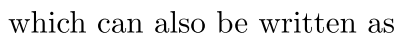 which can also be written as